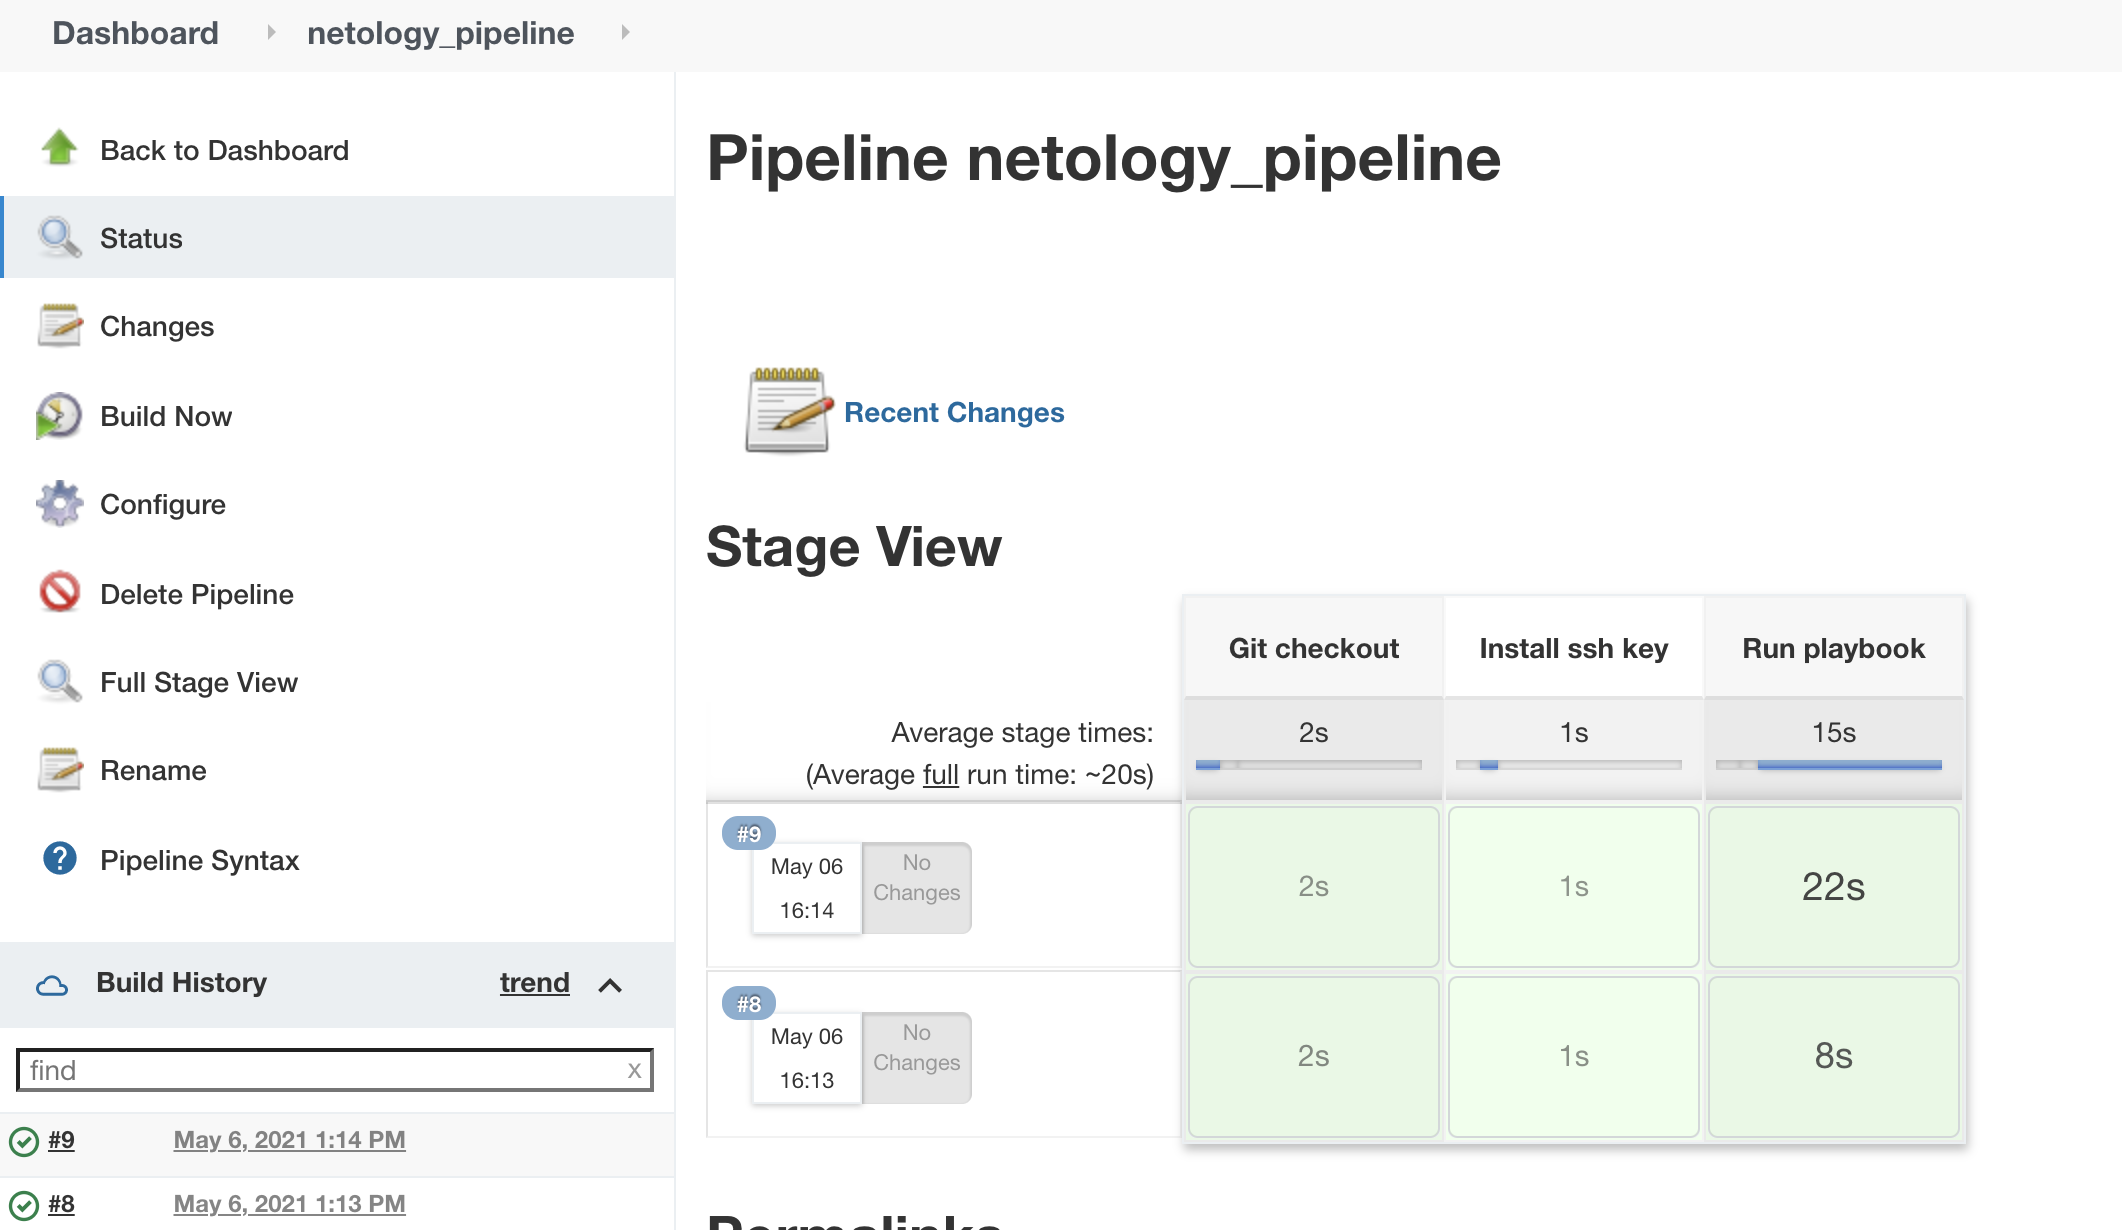 Dashboard
netology_pipeline
Back to Dashboard
Status
Changes
Build Now
Configure
Delete Pipeline
Full Stage View
Rename
Pipeline Syntax
Build History
trend
find
x
#9
May 6, 2021 1:14 PM
#8
May 6, 2021 1:13 PM
Pipeline netology_pipeline
Recent Changes
Stage View
Git checkout
Install ssh key
Run playbook
Average stage times:
(Average full run time: ~20s)
2s
1s
15s
#9
May 06
16:14
No
Changes
2s
1s
22s
#8
May 06
16:13
No
Changes
2s
1s
8s
Permalinks